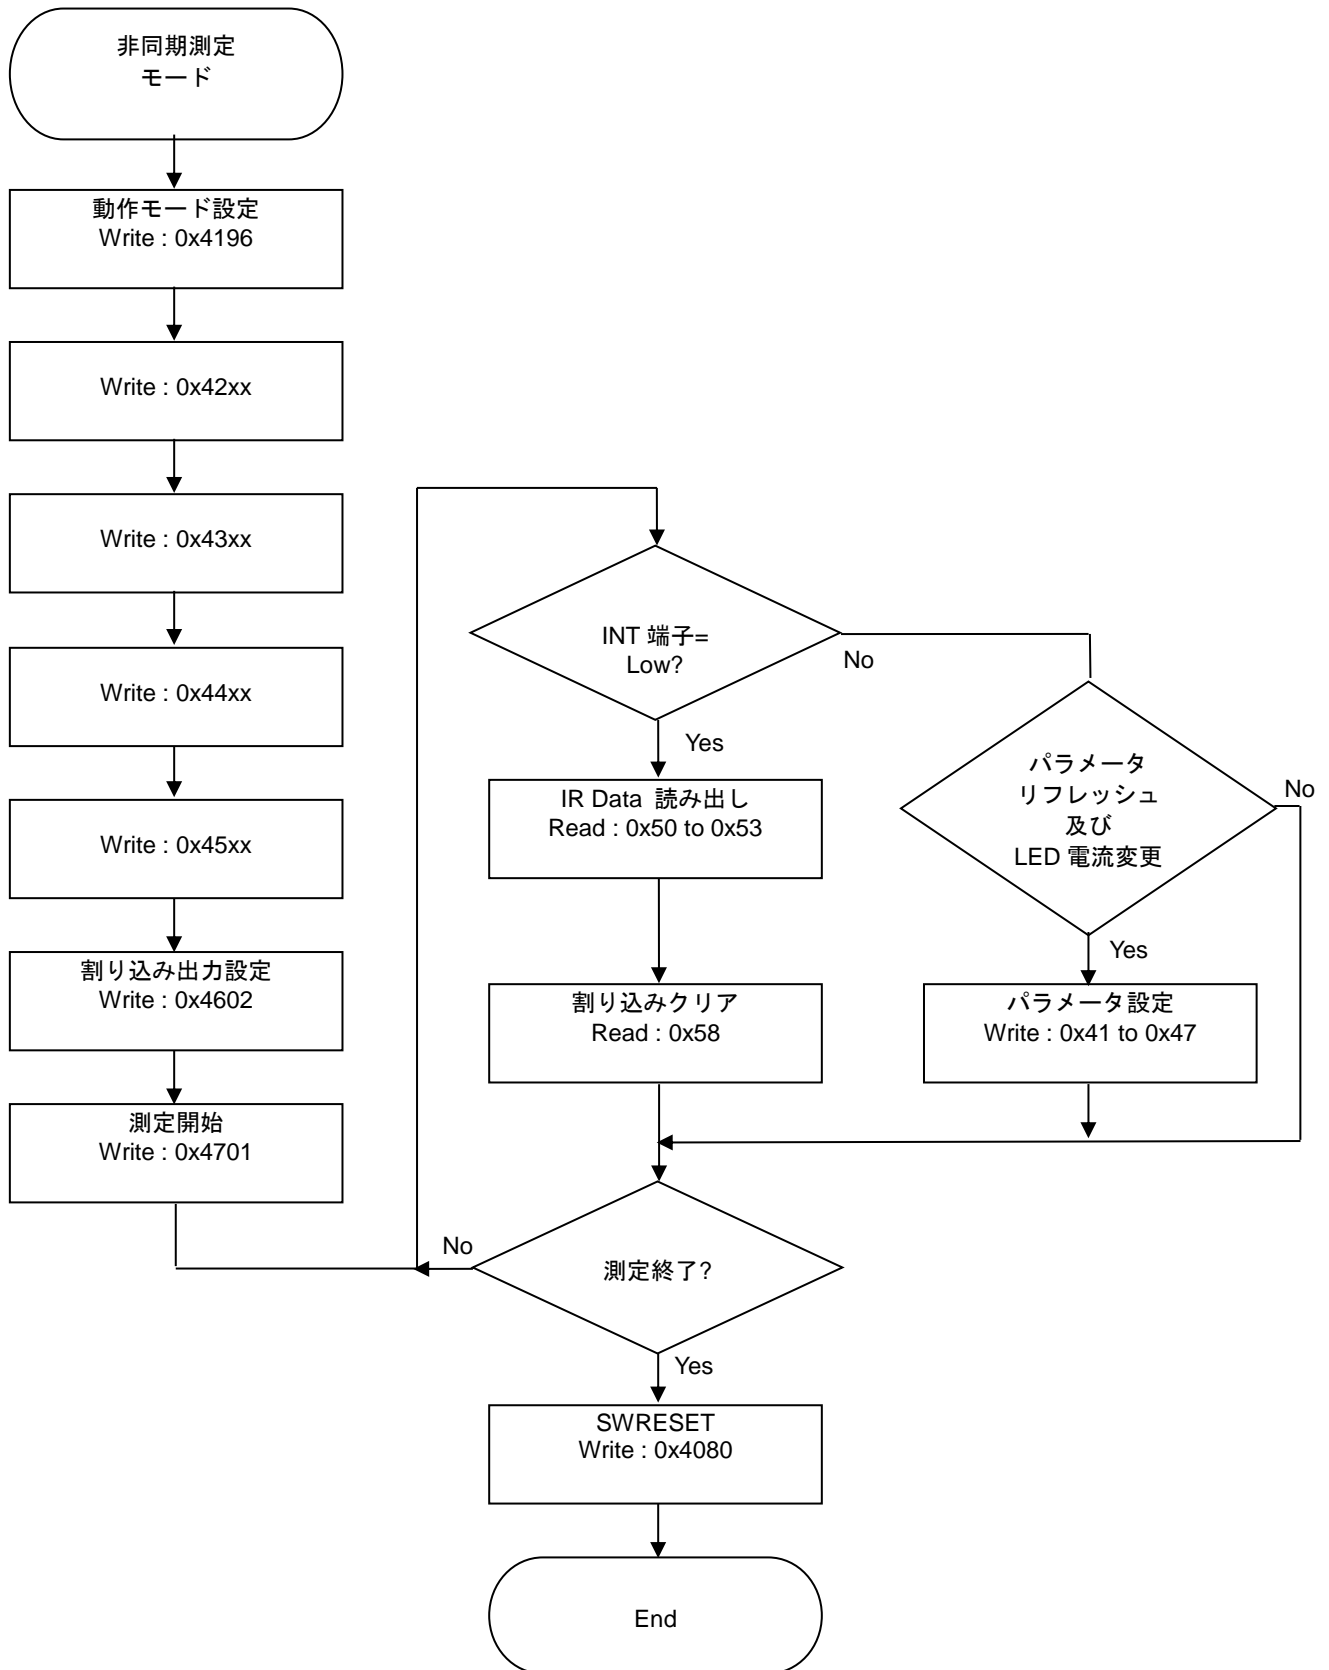 非同期測定
モード
動作モード設定
Write : 0x4196
Write : 0x42xx
Write : 0x43xx
Write : 0x44xx
Write : 0x45xx
割り込み出力設定
Write : 0x4602
測定開始
Write : 0x4701
INT 端子=
Low?
No
Yes
IR Data 読み出し
Read : 0x50 to 0x53
割り込みクリア
Read : 0x58
パラメータ
リフレッシュ
及び
LED 電流変更
No
Yes
パラメータ設定
Write : 0x41 to 0x47
測定終了?
No
Yes
SWRESET
Write : 0x4080
End